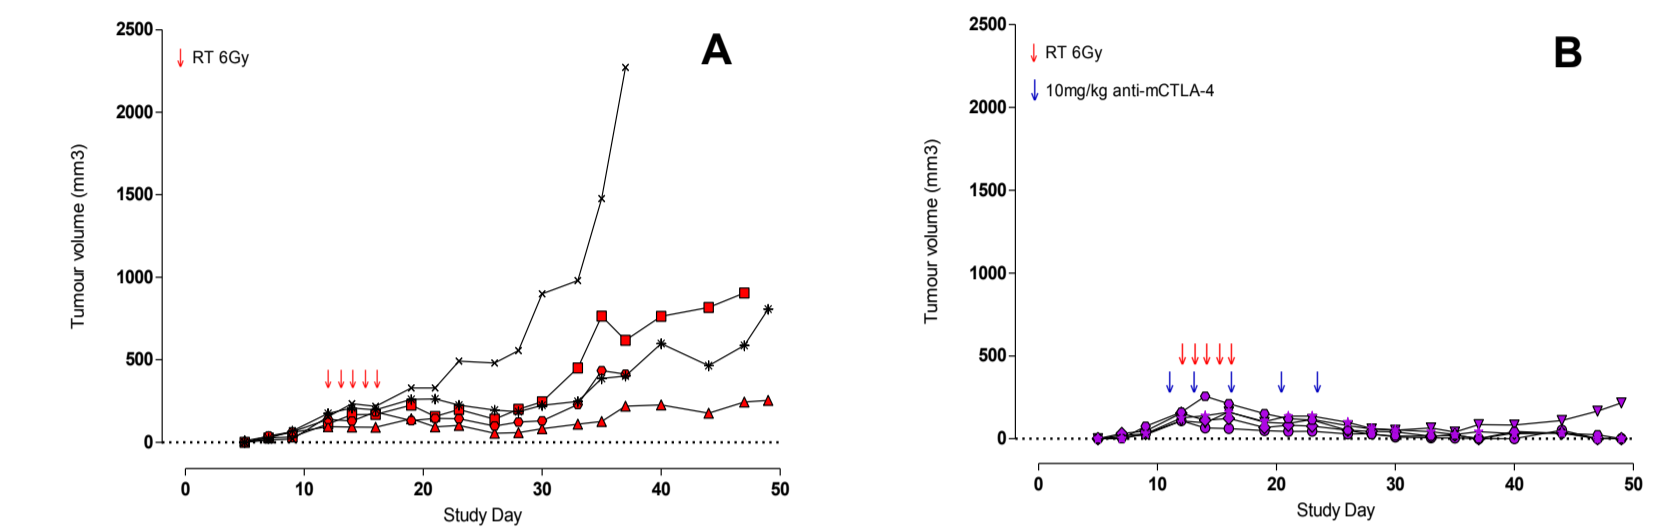 A
↓ RT 6Gy
Tumour volume (mm3)
2500
2000
1500
1000
500
0
0 10 20 30 40 50
Study Day
B
↓ RT 6Gy
↓ 10mg/kg anti-mCTLA-4
Tumour volume (mm3)
2500
2000
1500
1000
500
0
0 10 20 30 40 50
Study Day